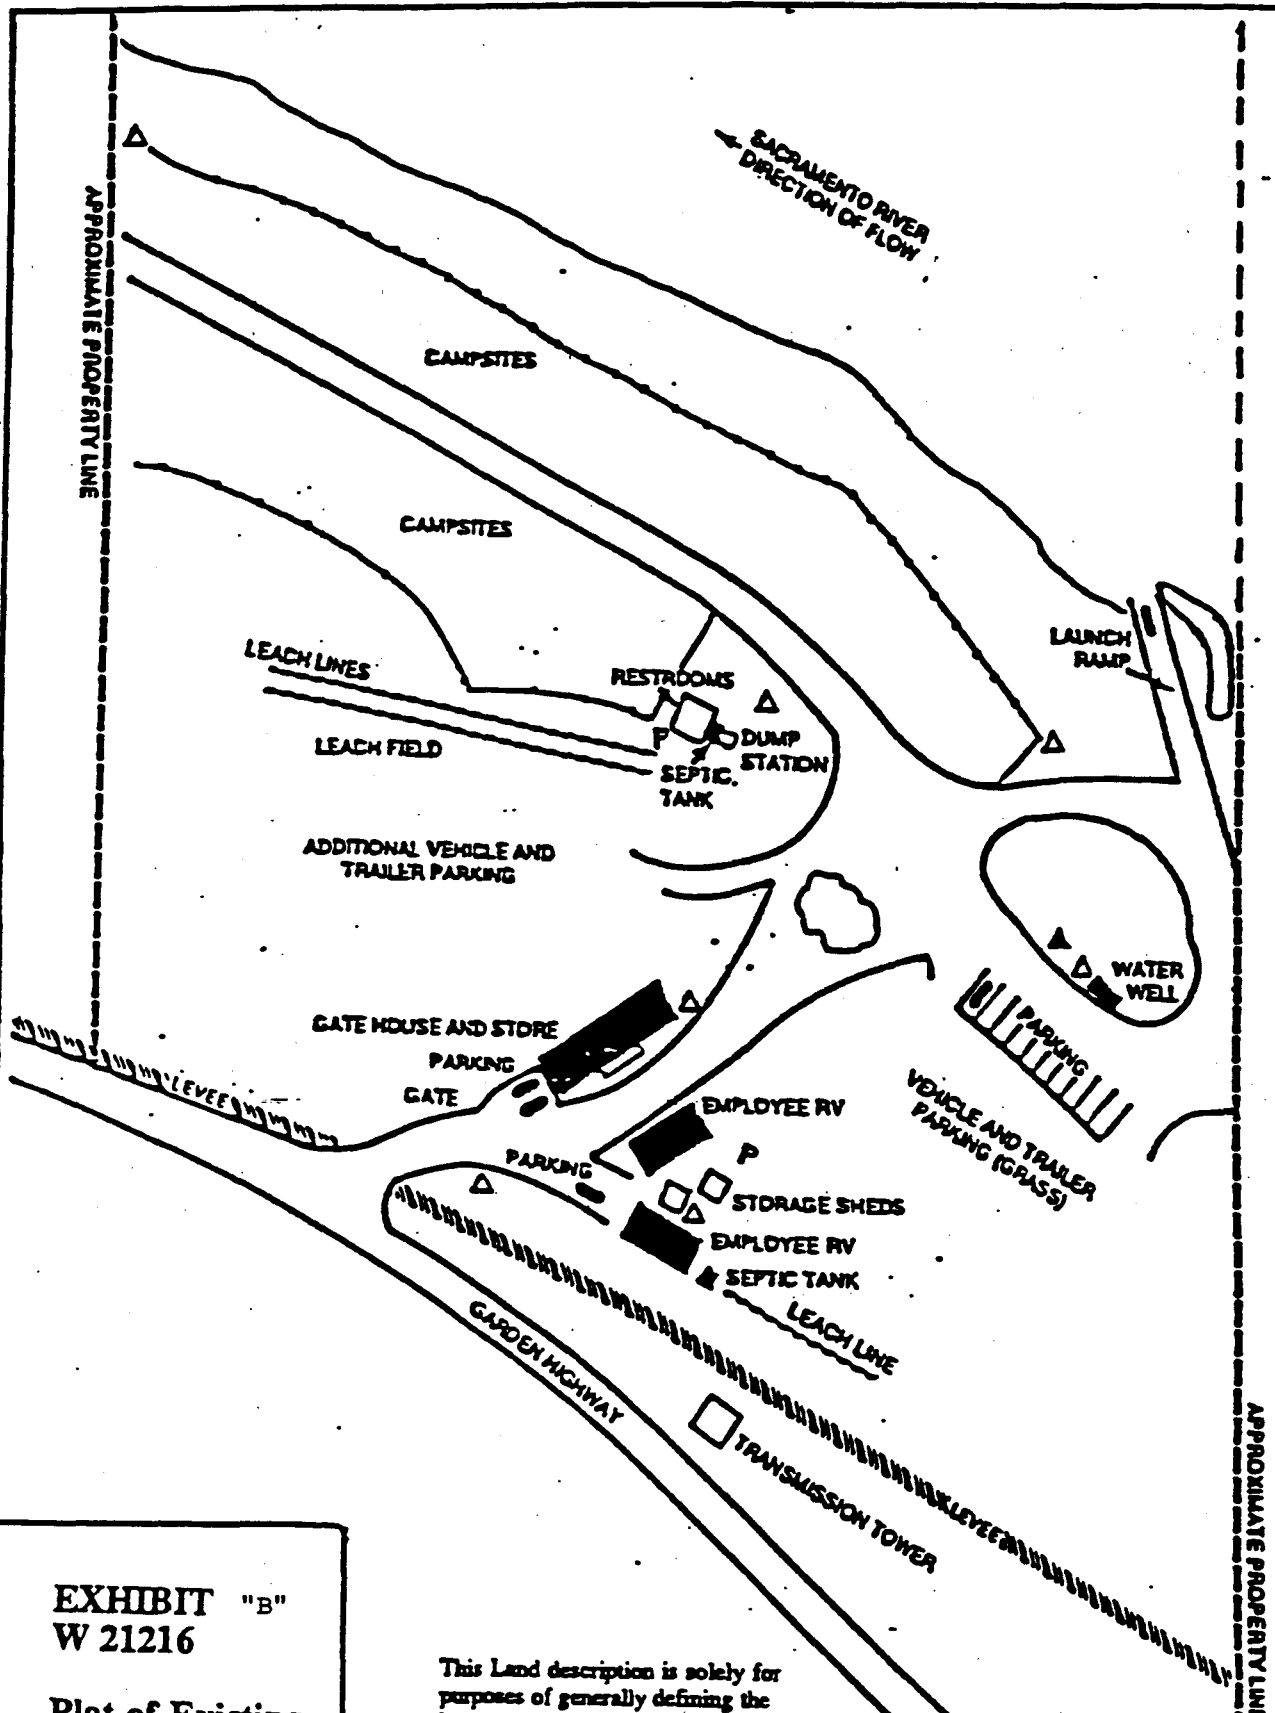 SACRAMENTO RIVER
DIRECTION OF FLOW
APPROXIMATE PROPERTY LINE
CAMPSITES
CAMPSITES
LAUNCH
RAMP
LEACH LINES
RESTROOMS
LEACH FIELD
P
DUMP
STATION
SEPTIC
TANK
ADDITIONAL VEHICLE AND
TRAILER PARKING
WATER
WELL
GATE HOUSE AND STORE
PARKING
PARKING
GATE
LEVEE
VEHICLE AND TRAILER
PARKING (GRASS)
EMPLOYEE RV
P
PARKING
STORAGE SHEDS
EMPLOYEE RV
SEPTIC TANK
LEACH LINE
GARDEN HIGHWAY
TRANSMISSION TOWER
LEVEE
APPROXIMATE PROPERTY LINE
EXHIBIT "B"
W 21216
Plat of Existing
This Land description is solely for
purposes of generally defining the